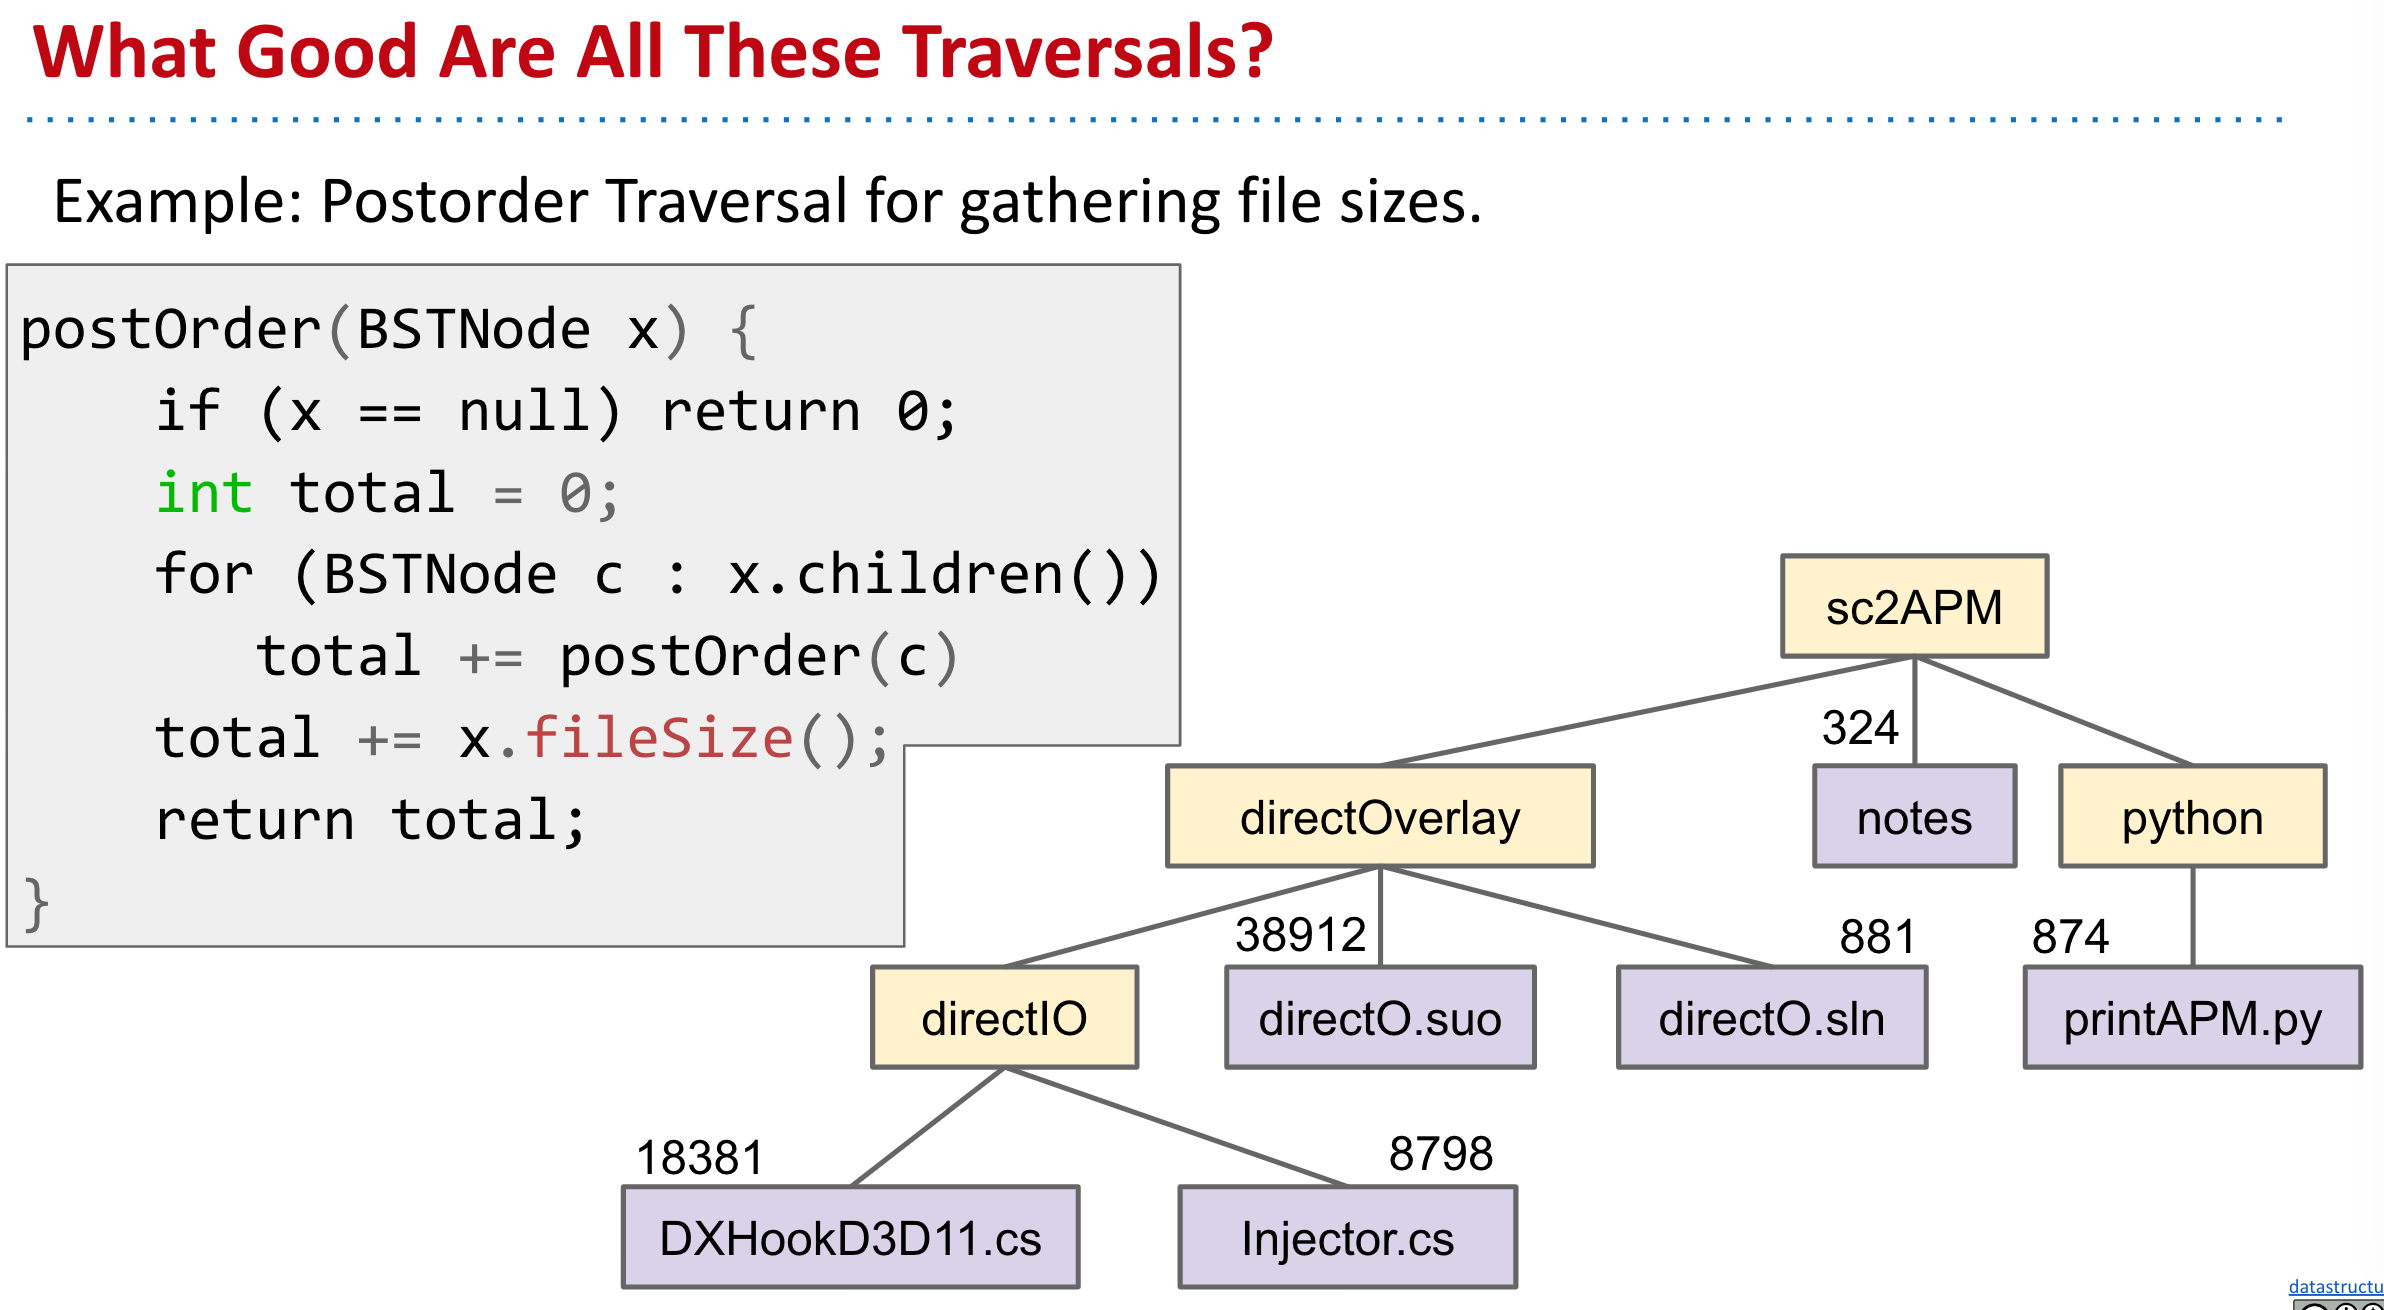 What Good Are All These Traversals?
Example: Postorder Traversal for gathering file sizes.
postOrder(BSTNode x) {
    if (x == null) return 0;
    int total = 0;
    for (BSTNode c : x.children())
       total += postOrder(c)
    total += x.fileSize();
    return total;
}
sc2APM
324
directOverlay
notes
python
38912
881
874
directIO
directO.suo
directO.sln
printAPM.py
18381
8798
DXHookD3D11.cs
Injector.cs
datastructu